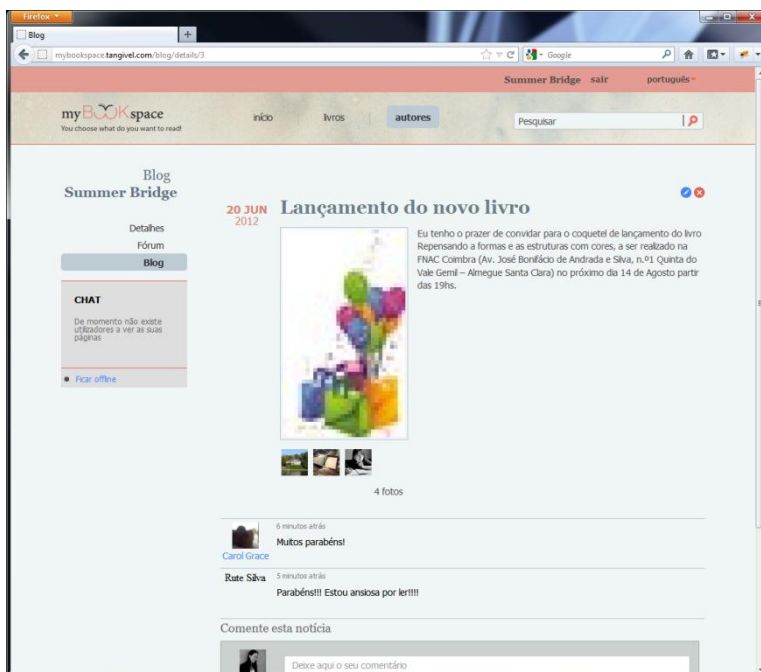 Firefox
Blog
mybookspace.tangivel.com/blog/details/3
Google
Summer Bridge sair português
myBOOKspace
You choose what do you want to read!
início livros autores
Pesquisar
Blog
Summer Bridge
Detalhes
Fórum
Blog
CHAT
De momento não existe
utilizadores a ver as suas
páginas
Ficar offline
20 JUN
2012
Lançamento do novo livro
Eu tenho o prazer de convidar para o coquetel de lançamento do livro
Repensando a formas e as estruturas com cores, a ser realizado na
FNAC Coimbra (Av. José Bonifácio de Andrada e Silva, n.º1 Quinta do
Vale Gemil – Almegue Santa Clara) no próximo dia 14 de Agosto partir
das 19hs.
4 fotos
6 minutos atrás
Muitos parabéns!
Carol Grace
Rute Silva
5 minutos atrás
Parabéns!!! Estou ansiosa por ler!!!!
Comente esta notícia
Deixe aqui o seu comentário